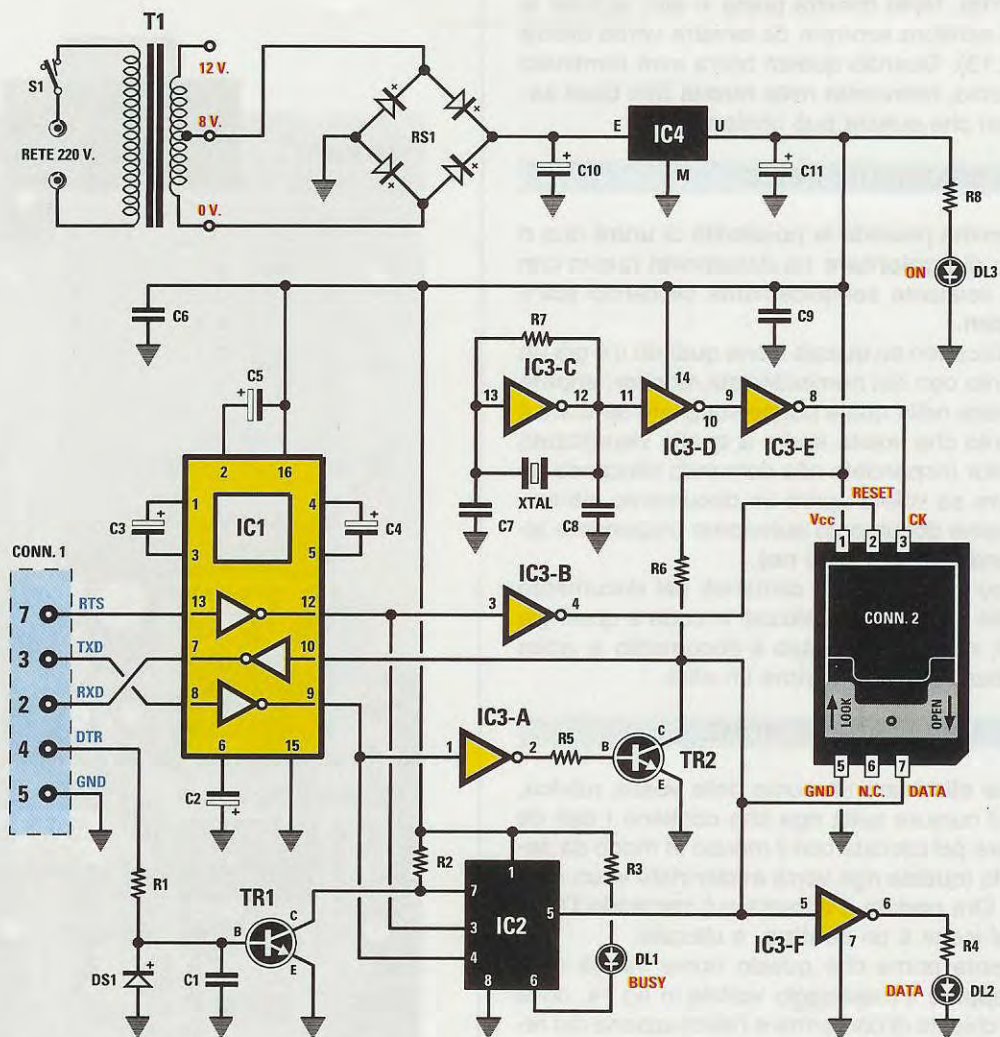 T1
12 V.
S1
8 V.
RETE 220 V.
0 V.
RS1
E IC4 U
M
C10
C11
R8
ON
DL3
C6
C9
R7
IC3-C
13 12
11 14 10
IC3-D
9 8
IC3-E
XTAL
C7
C8
C5
2 16
1 4
IC1
C3
C4
3 5
CONN. 1
7 RTS
13 12
3 TXD
7 10
2 RXD
8 9
4 DTR
5 GND
6 15
C2
IC3-B
3 4
R6
RESET
Vcc CK
1 2 3
CONN. 2
LOOK
OPEN
5 6 7
GND N.C. DATA
IC3-A
1 2
R5
B C E
TR2
R1
TR1
B C E
DS1
C1
R2
R3
1
7
IC2
5
3
4
8 6
DL1
BUSY
5 6
7
IC3-F
R4
DATA
DL2